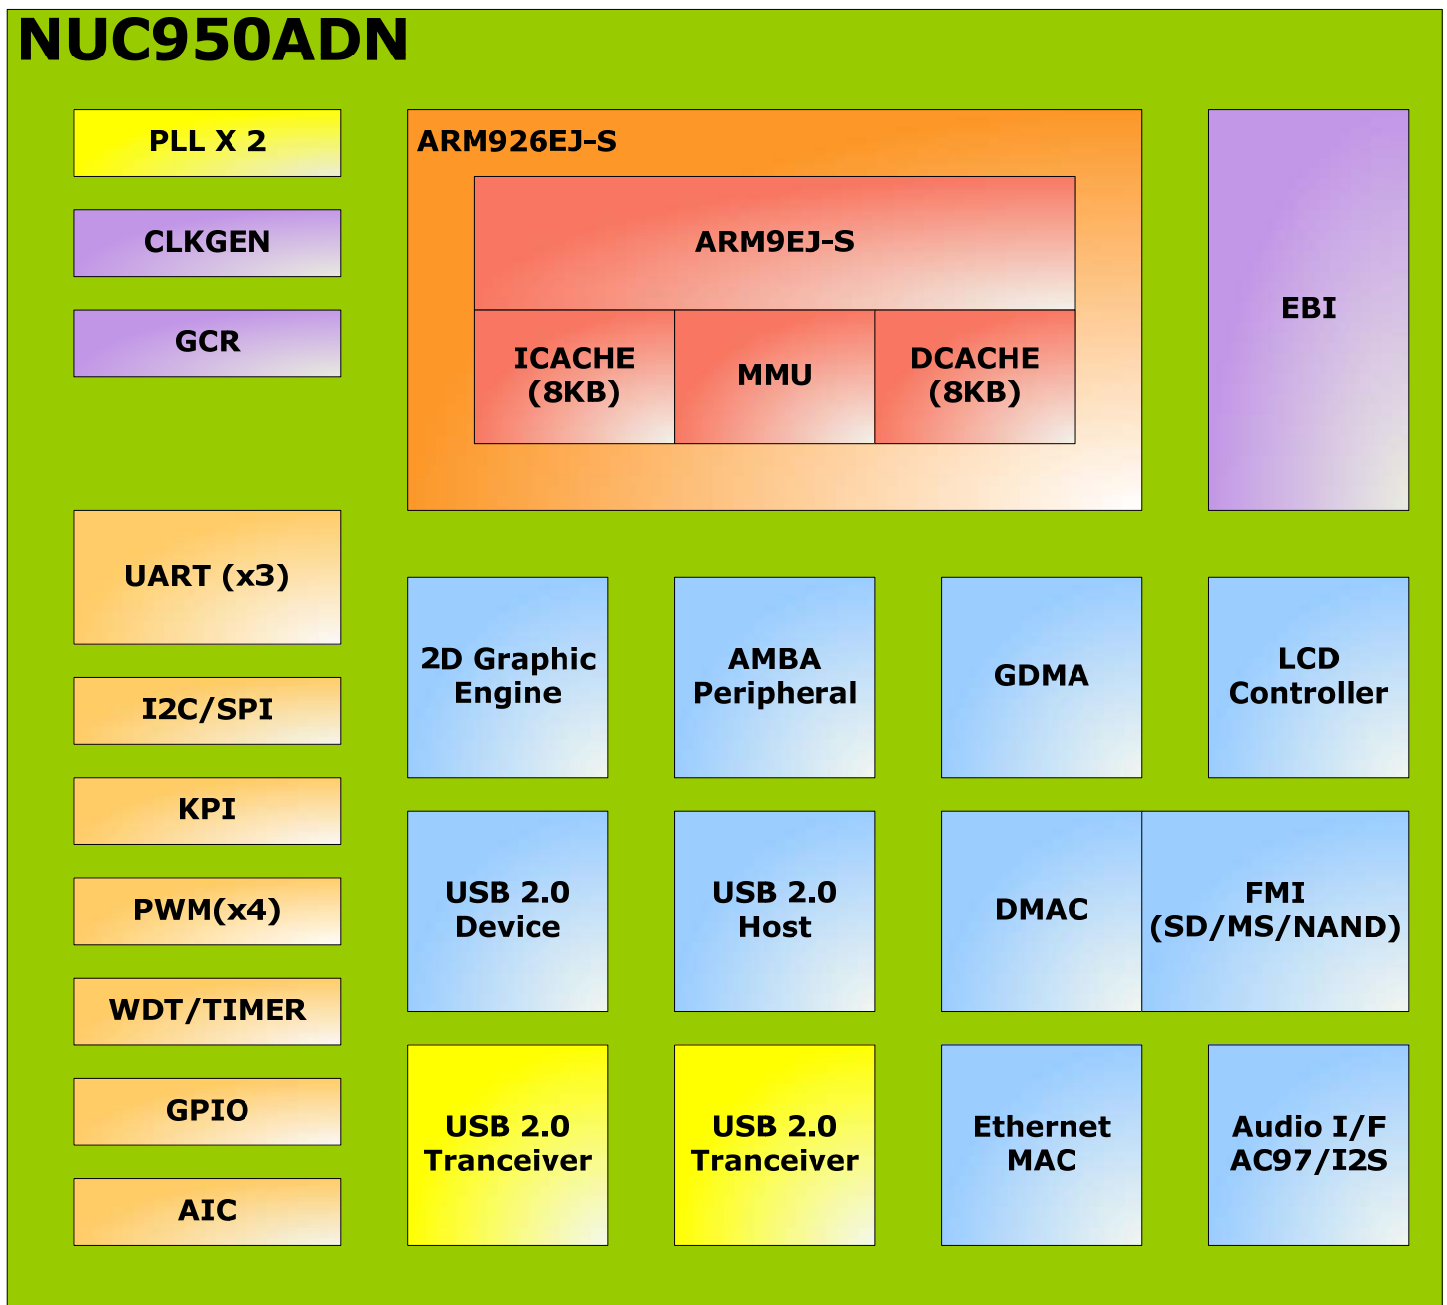 NUC950ADN
PLL X 2
CLKGEN
GCR
ARM926EJ-S
ARM9EJ-S
ICACHE
(8KB)
MMU
DCACHE
(8KB)
EBI
UART (x3)
I2C/SPI
KPI
PWM(x4)
WDT/TIMER
GPIO
AIC
2D Graphic
Engine
AMBA
Peripheral
GDMA
LCD
Controller
USB 2.0
Device
USB 2.0
Host
DMAC
FMI
(SD/MS/NAND)
USB 2.0
Tranceiver
USB 2.0
Tranceiver
Ethernet
MAC
Audio I/F
AC97/I2S